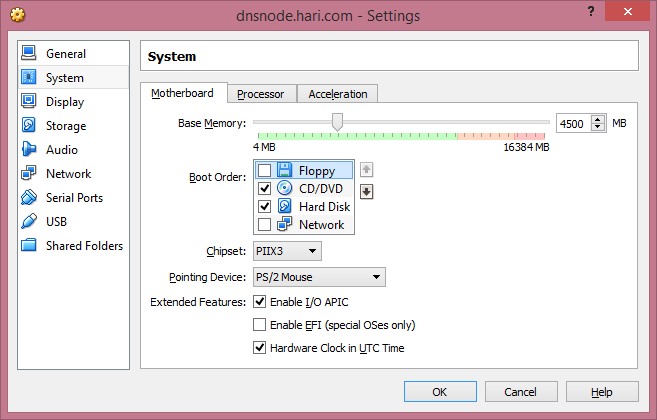 dnsnode.hari.com - Settings
?
General
System
Display
Storage
Audio
Network
Serial Ports
USB
Shared Folders
System
Motherboard Processor Acceleration
Base Memory: 4500 MB
4 MB 16384 MB
Boot Order: Floppy
CD/DVD
Hard Disk
Network
Chipset: PIIX3
Pointing Device: PS/2 Mouse
Extended Features: Enable I/O APIC
Enable EFI (special OSes only)
Hardware Clock in UTC Time
OK Cancel Help